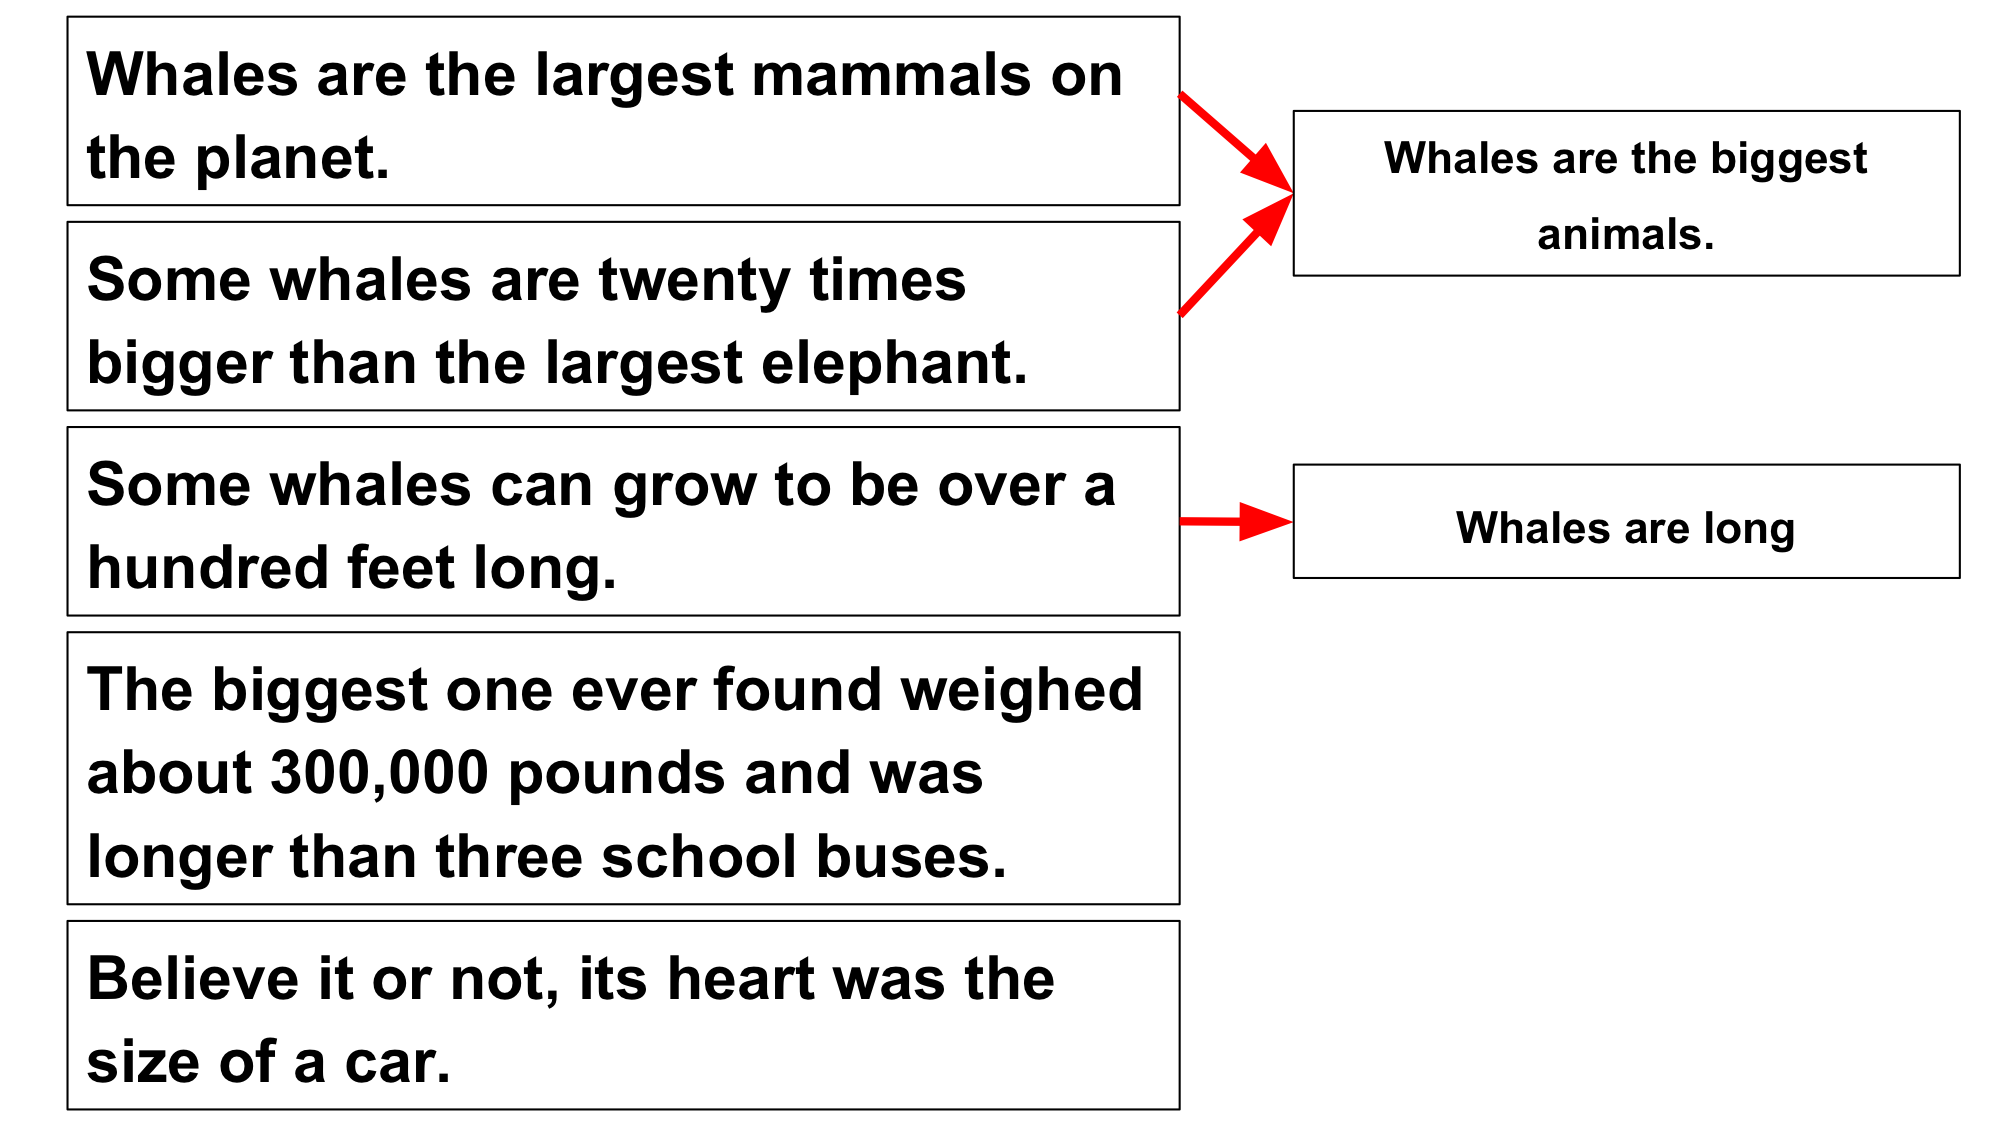 Whales are the largest mammals on
the planet.
Some whales are twenty times
bigger than the largest elephant.
Some whales can grow to be over a
hundred feet long.
The biggest one ever found weighed
about 300,000 pounds and was
longer than three school buses.
Believe it or not, its heart was the
size of a car.
Whales are the biggest
animals.
Whales are long